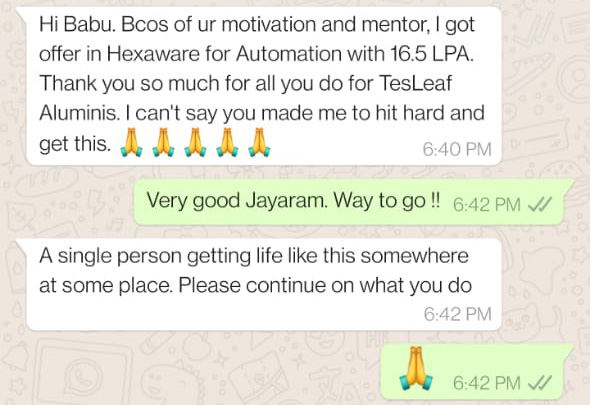 Hi Babu. Bcos of ur motivation and mentor, I got
offer in Hexaware for Automation with 16.5 LPA.
Thank you so much for all you do for TesLeaf
Aluminis. I can't say you made me to hit hard and
get this. 🙏 🙏 🙏 🙏 🙏
6:40 PM
Very good Jayaram. Way to go !! 6:42 PM
A single person getting life like this somewhere
at some place. Please continue on what you do
6:42 PM
🙏 6:42 PM